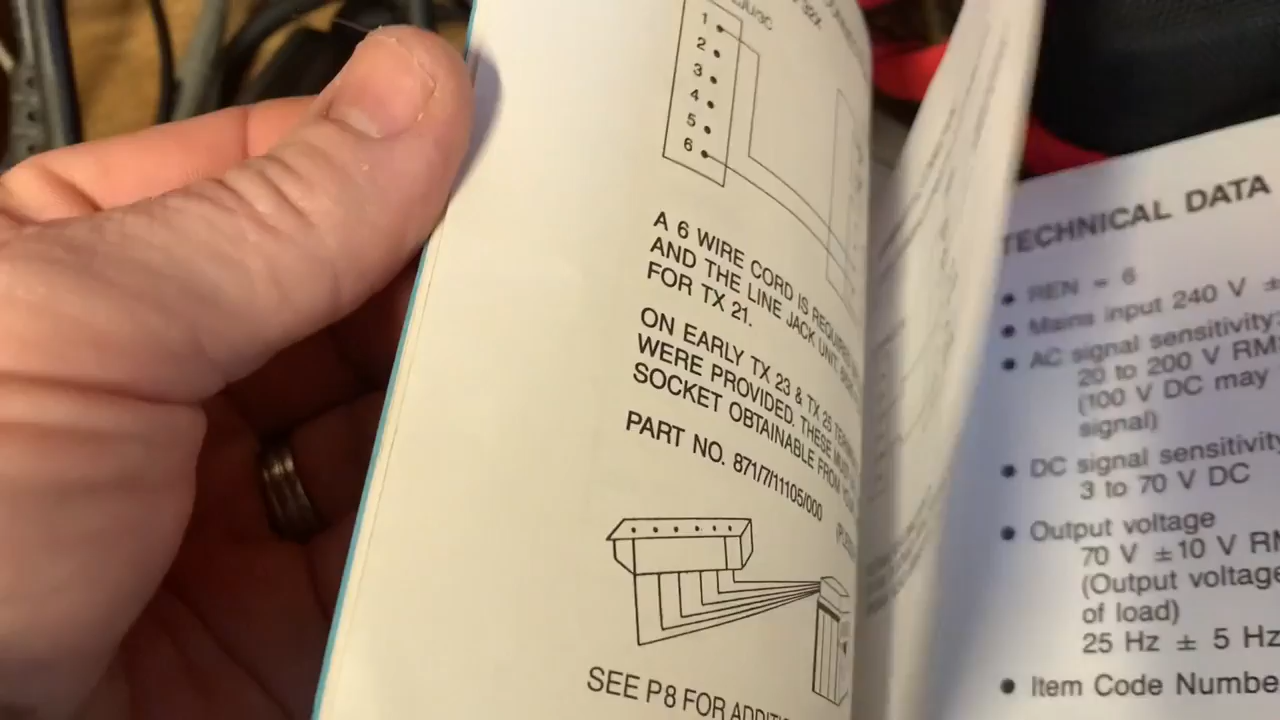 1
2
3
4
5
6
A 6 WIRE CORD IS REQUIRED
AND THE LINE JACK UNIT.
FOR TX 21.
ON EARLY TX 23 & TX 25
WERE PROVIDED. THESE MUST
SOCKET OBTAINABLE FROM
PART NO. 871/7/11105/000
SEE P8 FOR
TECHNICAL DATA
• REN = 6
• Mains input 240 V ±
• AC signal sensitivity:
20 to 200 V RMS
(100 V DC may
signal)
• DC signal sensitivity
3 to 70 V DC
• Output voltage
70 V ±10 V
(Output voltage
of load)
25 Hz ± 5 Hz
• Item Code